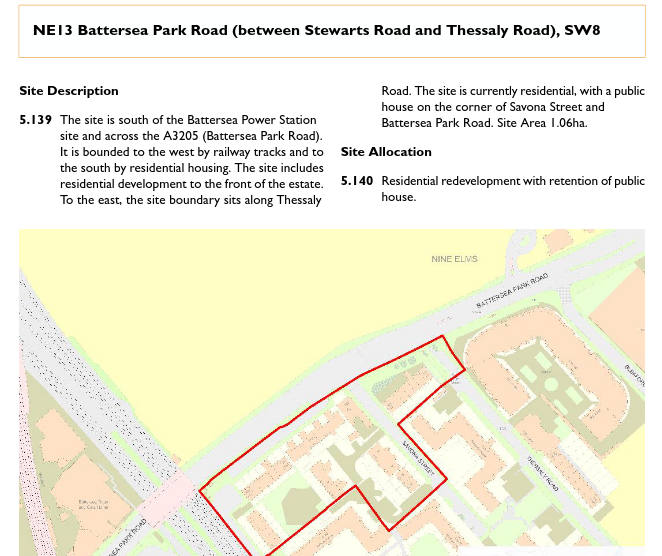 NE13 Battersea Park Road (between Stewarts Road and Thessaly Road), SW8
Site Description
5.139 The site is south of the Battersea Power Station
site and across the A3205 (Battersea Park Road).
It is bounded to the west by railway tracks and to
the south by residential housing. The site includes
residential development to the front of the estate.
To the east, the site boundary sits along Thessaly
Road. The site is currently residential, with a public
house on the corner of Savona Street and
Battersea Park Road. Site Area 1.06ha.
Site Allocation
5.140 Residential redevelopment with retention of public
house.
NINE ELMS
BATTERSEA PARK ROAD
SAVONA STREET
THESSALY ROAD